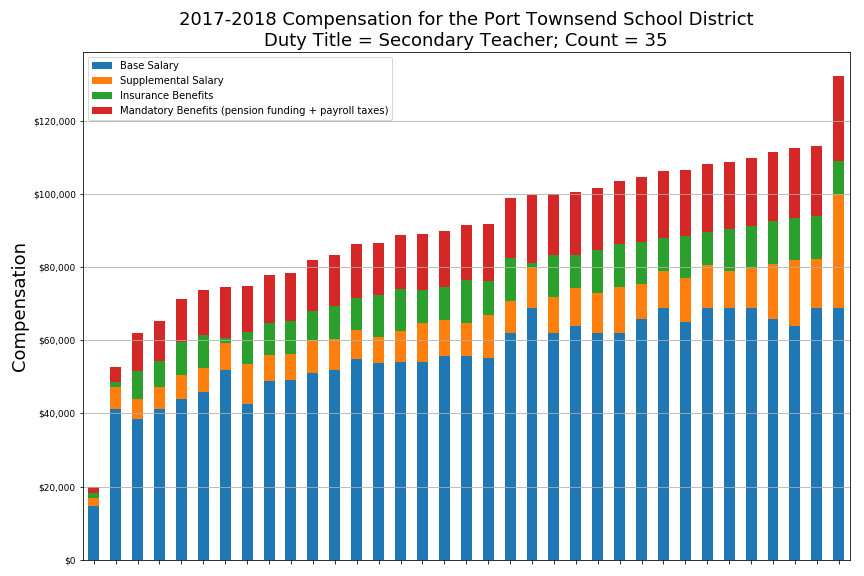 2017-2018 Compensation for the Port Townsend School District
Duty Title = Secondary Teacher; Count = 35
Base Salary
Supplemental Salary
Insurance Benefits
Mandatory Benefits (pension funding + payroll taxes)
Compensation
$120,000
$100,000
$80,000
$60,000
$40,000
$20,000
$0